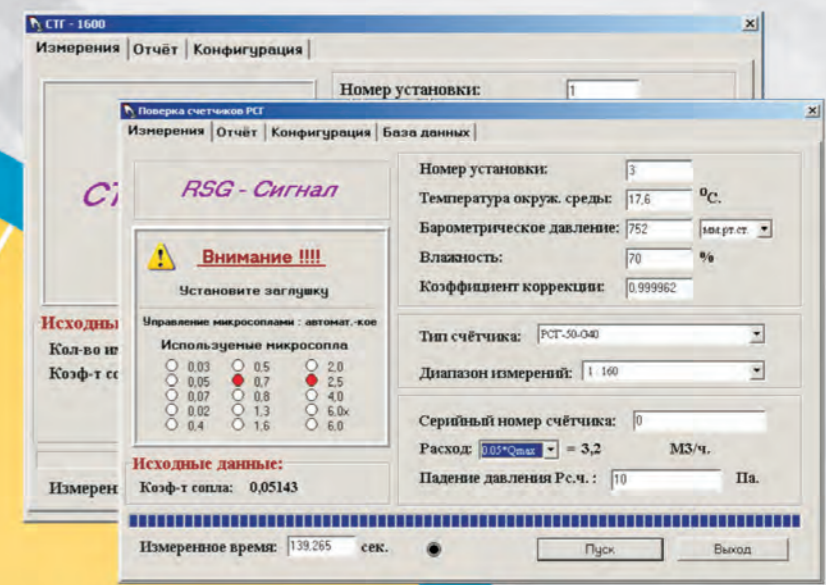 СТГ - 1600
Измерения Отчёт Конфигурация
Номер установки: 1
Поверка счетчиков РСГ
Измерения Отчёт Конфигурация База данных
RSG - Сигнал
Номер установки: 3
Температура окруж. среды: 17,6 ⁰С.
Барометрическое давление: 752 мм.рт.ст.
Влажность: 70 %
Коэффициент коррекции: 0,999962
Внимание !!!!
Установите заглушку
Управление микросоплами : автомат.-кое
Используемые микросопла
0,03 0,5 2,0
0,05 0,7 2,5
0,07 0,8 4,0
0,02 1,3 6,0х
0,4 1,6 6,0
Тип счётчика: РСГ-50-G40
Диапазон измерений: 1 : 160
Серийный номер счётчика: 0
Расход: 0.05*Qmax = 3,2 М3/ч.
Падение давления Рс.ч. : 10 Па.
Исходные данные:
Коэф-т сопла: 0,05143
Измеренное время: 139,265 сек.
Пуск
Выход
СТ
Исходны
Кол-во
Коэф-т
Измерен